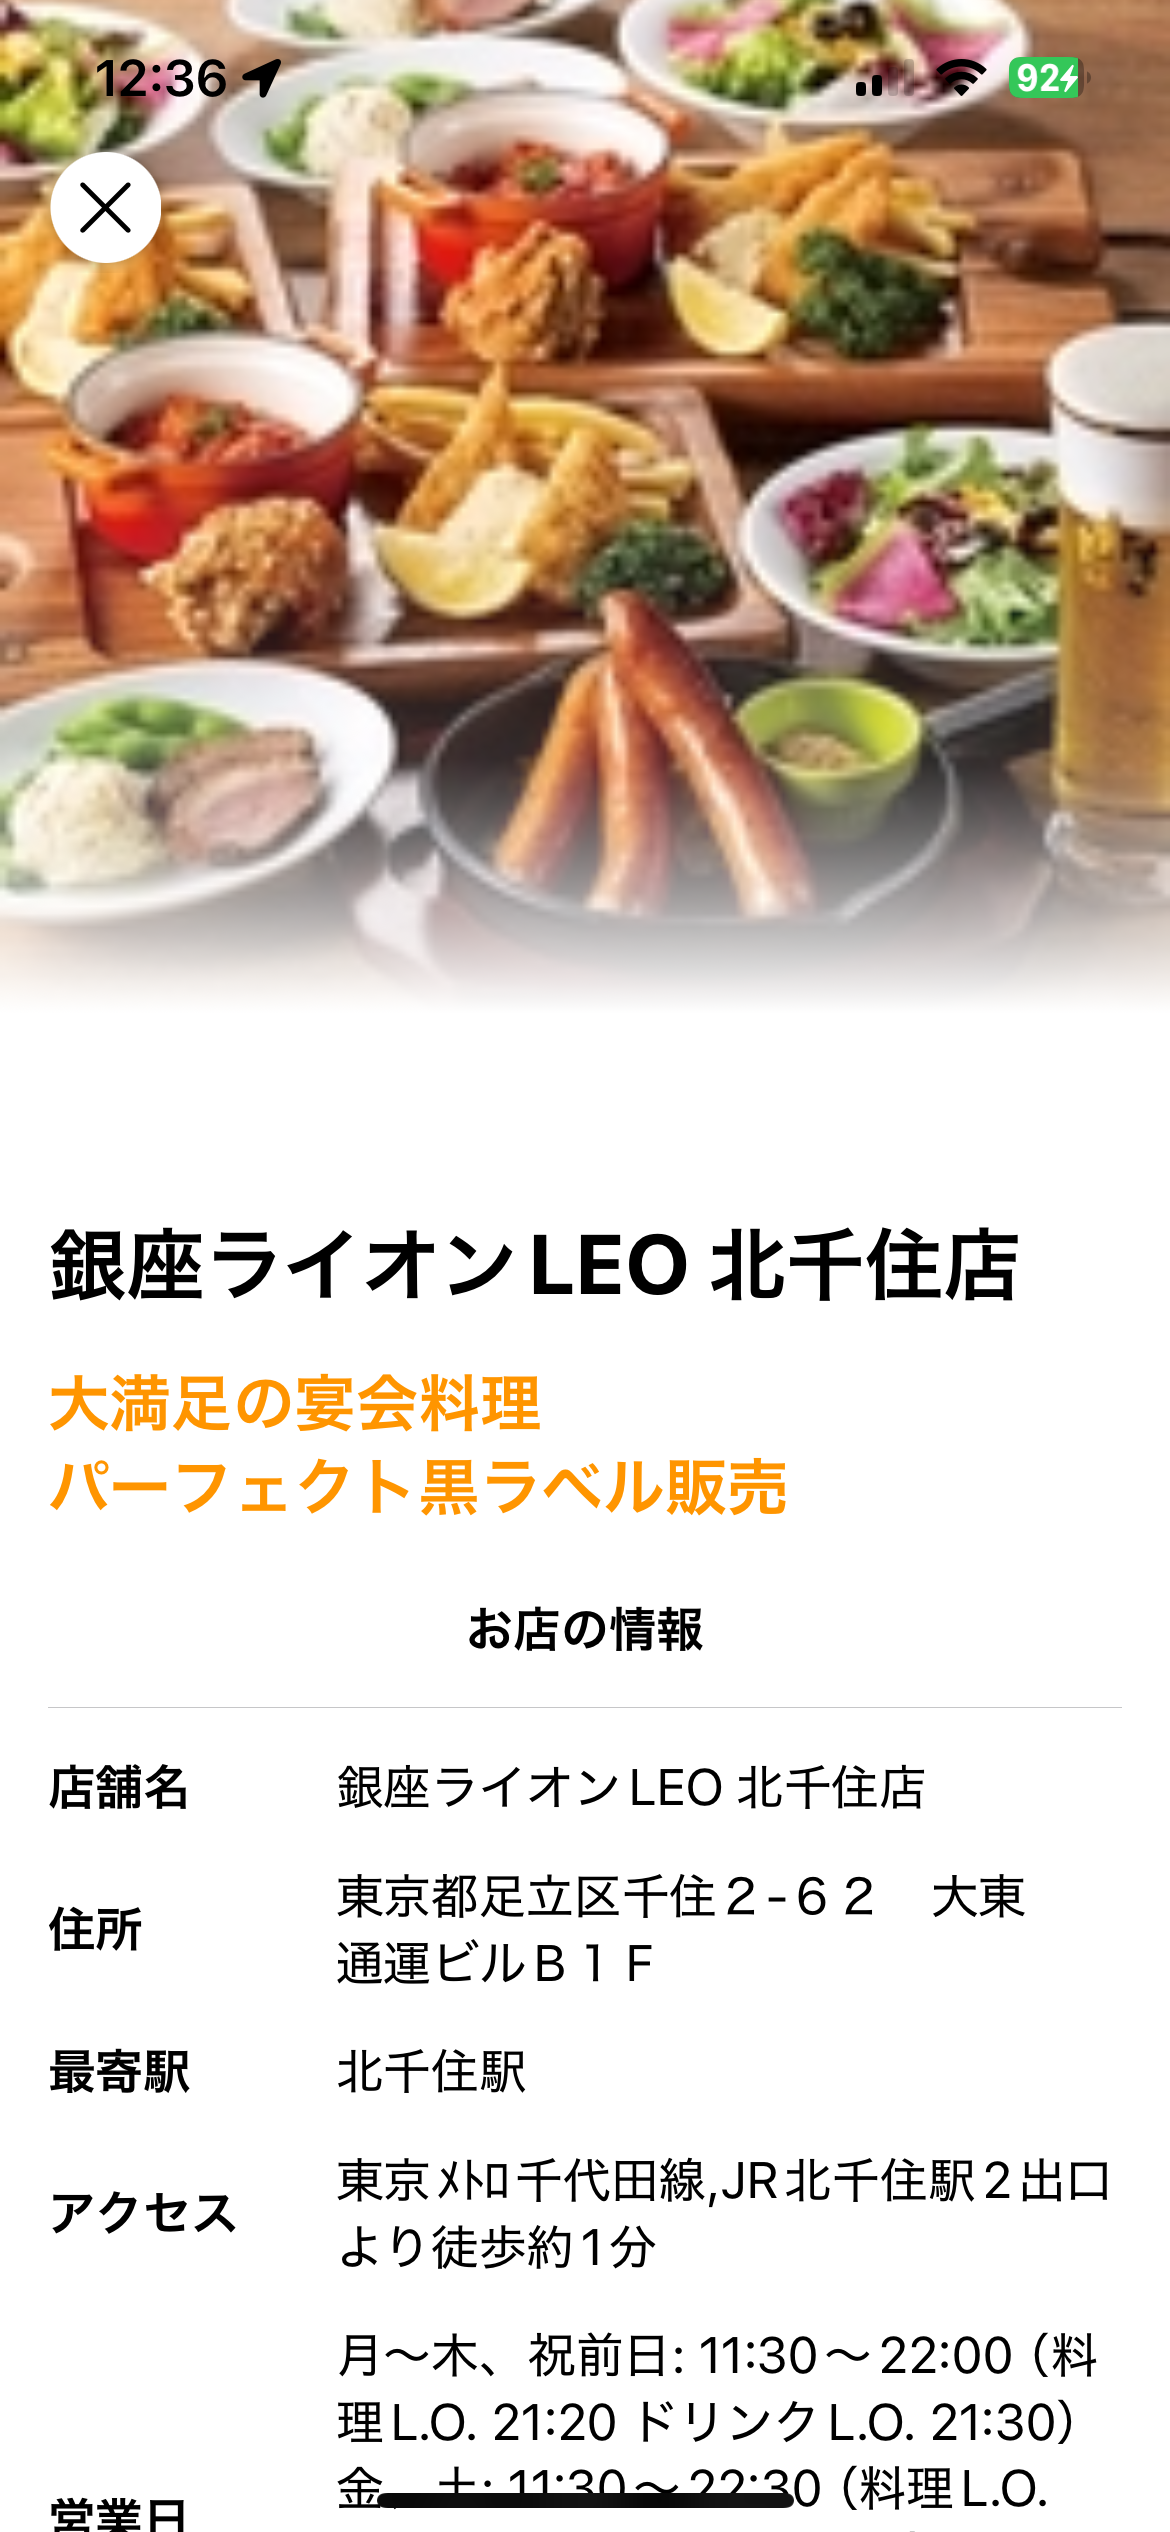 12:36
92
銀座ライオンLEO 北千住店
大満足の宴会料理
パーフェクト黒ラベル販売
お店の情報
店舗名 銀座ライオンLEO 北千住店
住所 東京都足立区千住２-６２　大東
通運ビルＢ１Ｆ
最寄駅 北千住駅
アクセス 東京ﾒﾄﾛ千代田線,JR北千住駅2出口
より徒歩約1分
営業日 月～木、祝前日: 11:30～22:00（料
理L.O. 21:20 ドリンクL.O. 21:30）
金、土: 11:30～22:30（料理L.O.